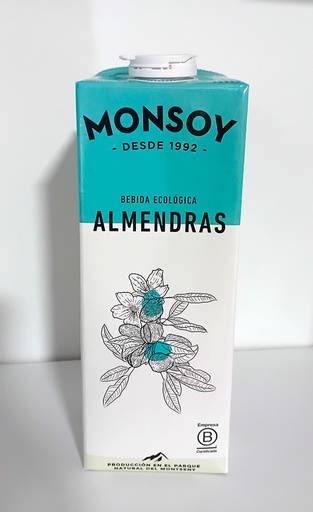 MONSOY
- DESDE 1992 -
BEBIDA ECOLÓGICA
ALMENDRAS
Empresa
B
Certificada
PRODUCCIÓN EN EL PARQUE
NATURAL DEL MONTSENY